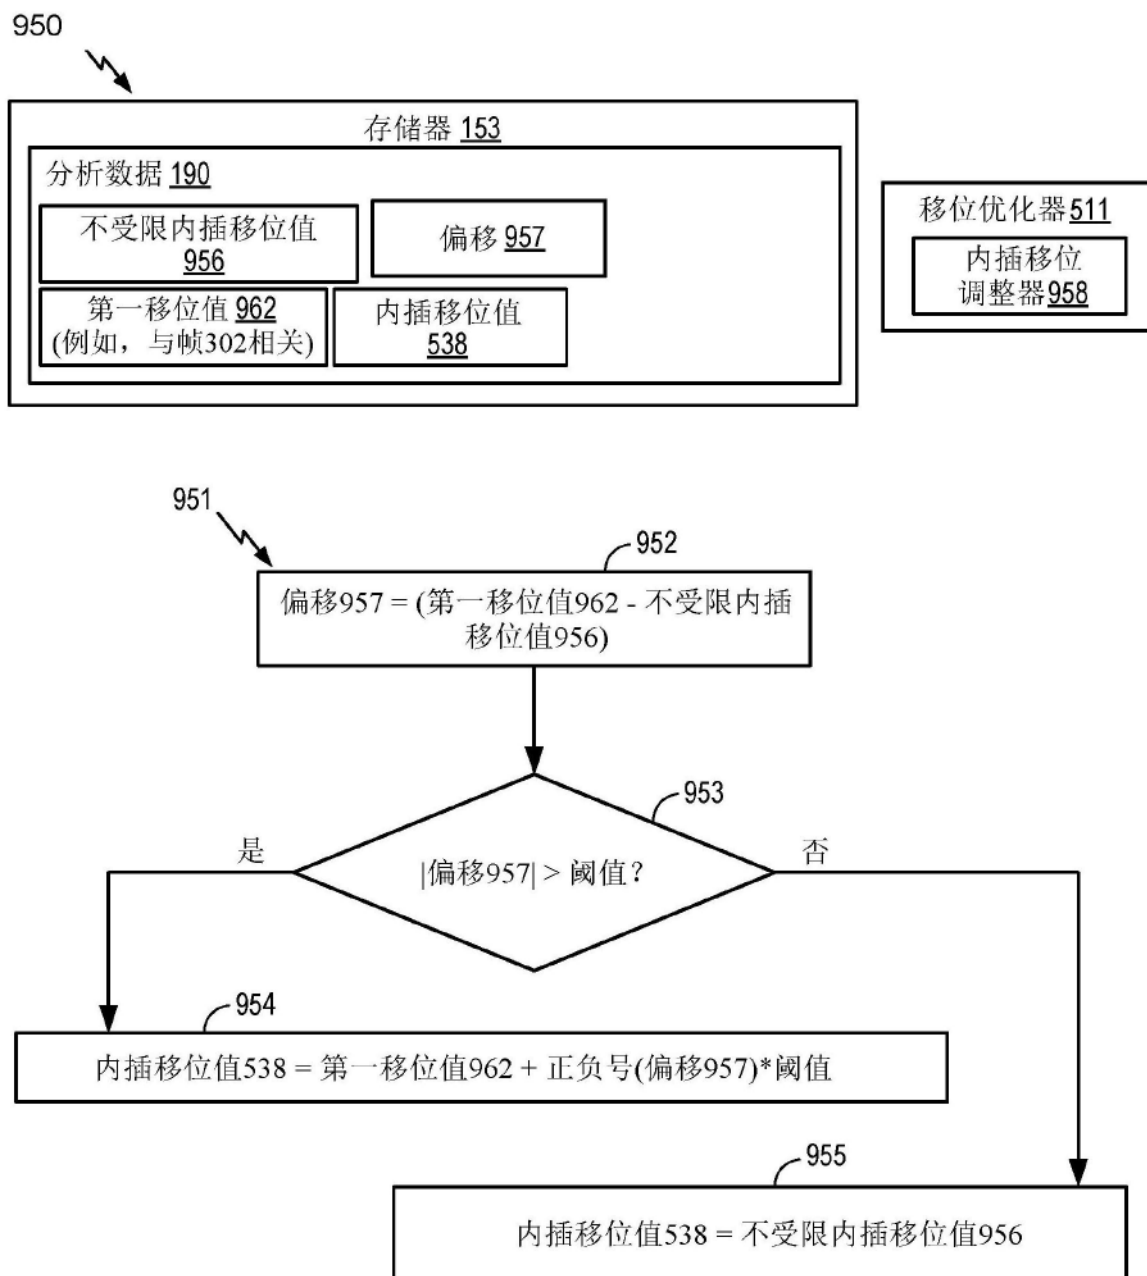 950
存储器 153
分析数据 190
不受限内插移位值
956
偏移 957
第一移位值 962
(例如，与帧302相关)
内插移位值
538
移位优化器511
内插移位
调整器958
951
952
偏移957 = (第一移位值962 - 不受限内插
移位值956)
953
是
否
|偏移957| > 阈值?
954
内插移位值538 = 第一移位值962 + 正负号(偏移957)*阈值
955
内插移位值538 = 不受限内插移位值956